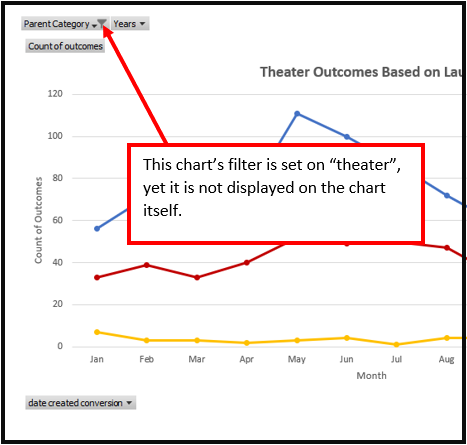 Parent Category Years
Count of outcomes
Theater Outcomes Based on Lau
120
100
80
60
40
20
0
Count of Outcomes
This chart’s filter is set on “theater”,
yet it is not displayed on the chart
itself.
Jan Feb Mar Apr May Jun Jul Aug
Month
date created conversion